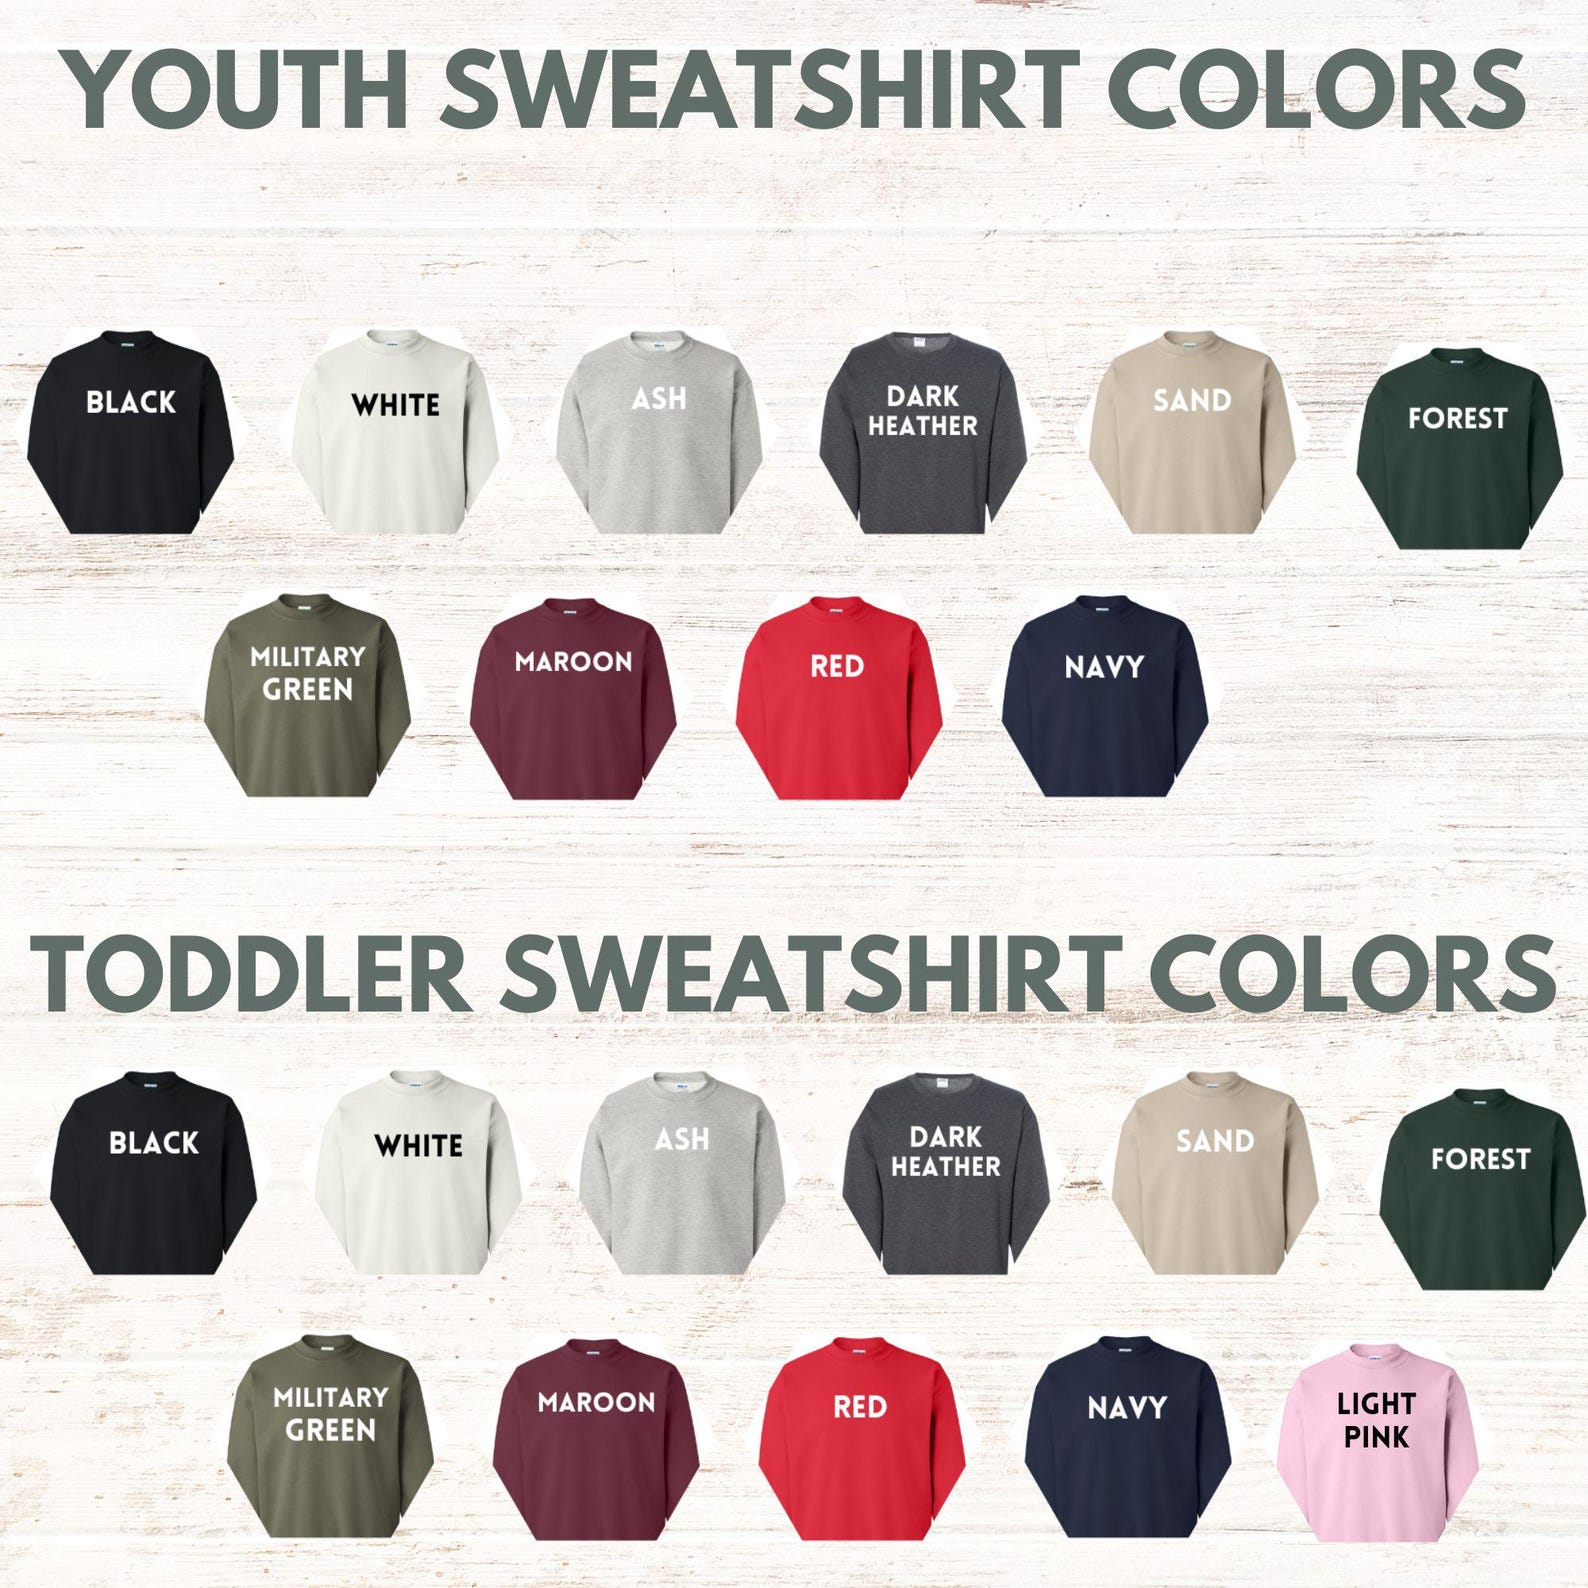 YOUTH SWEATSHIRT COLORS
BLACK
WHITE
ASH
DARK
HEATHER
SAND
FOREST
MILITARY
GREEN
MAROON
RED
NAVY
TODDLER SWEATSHIRT COLORS
BLACK
WHITE
ASH
DARK
HEATHER
SAND
FOREST
MILITARY
GREEN
MAROON
RED
NAVY
LIGHT
PINK